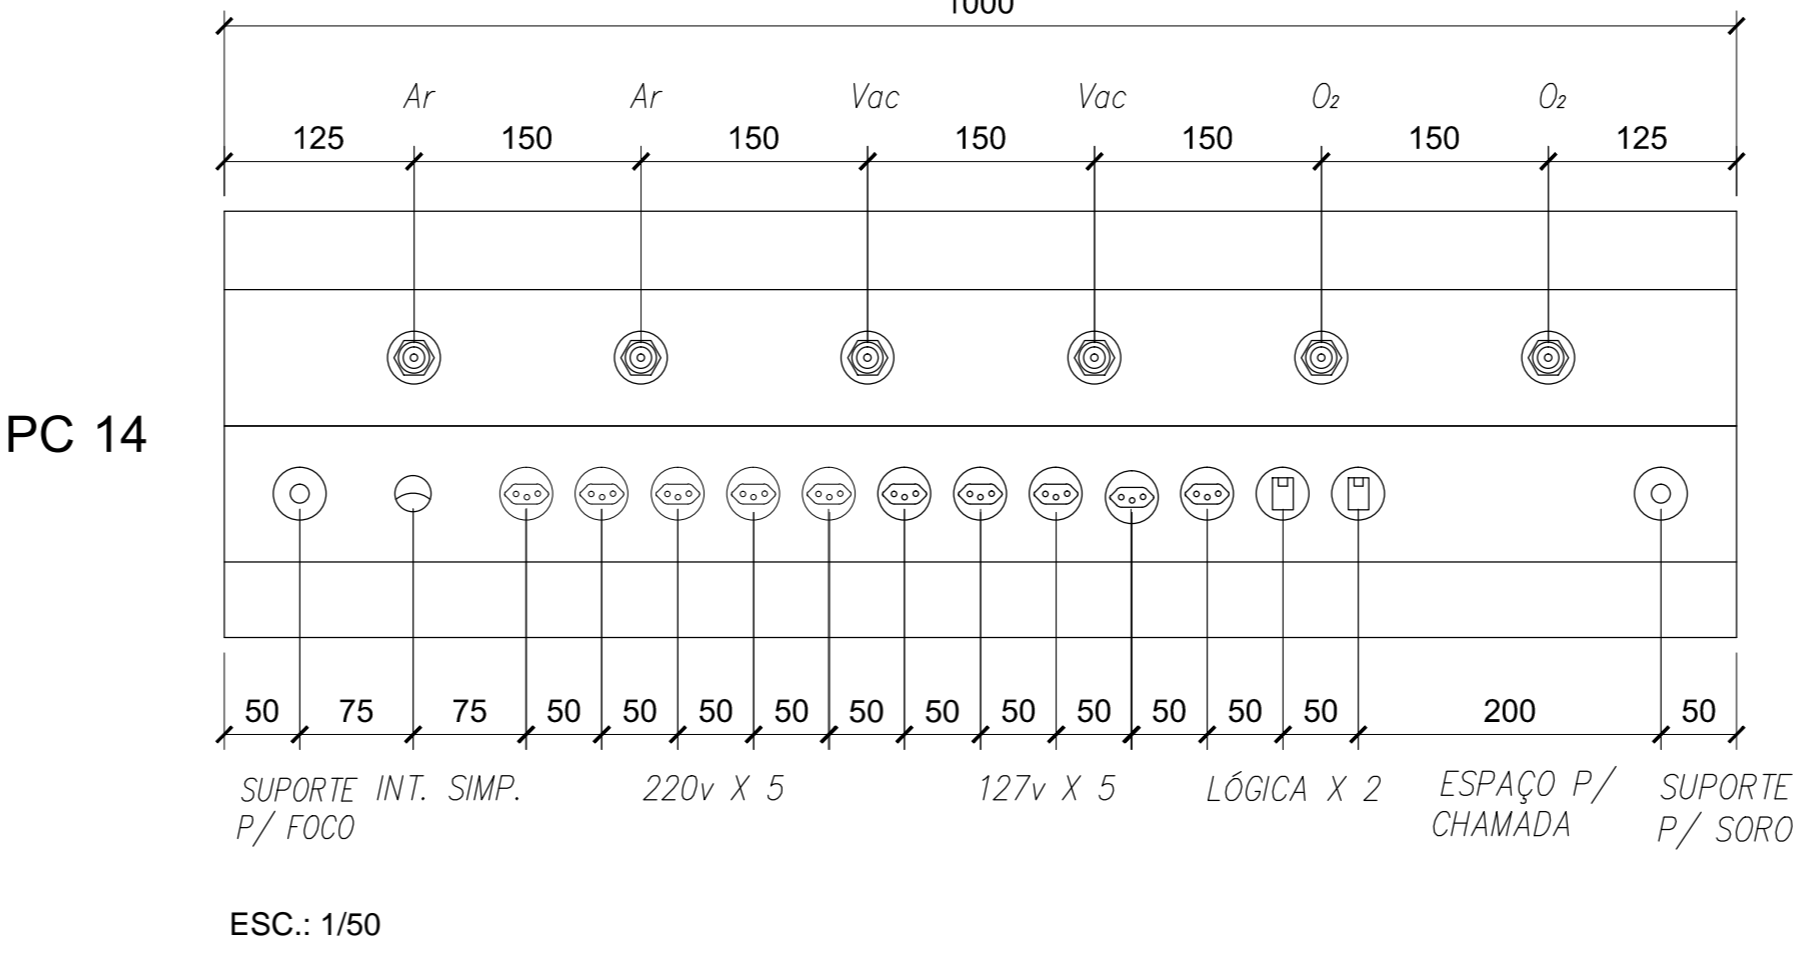 1000
Ar Ar Vac Vac O₂ O₂
125 150 150 150 150 150 125
PC 14
50 75 75 50 50 50 50 50 50 50 50 50 50 50 200 50
SUPORTE P/ FOCO
INT. SIMP.
220v X 5
127v X 5
LÓGICA X 2
ESPAÇO P/
CHAMADA
SUPORTE
P/ SORO
ESC.: 1/50